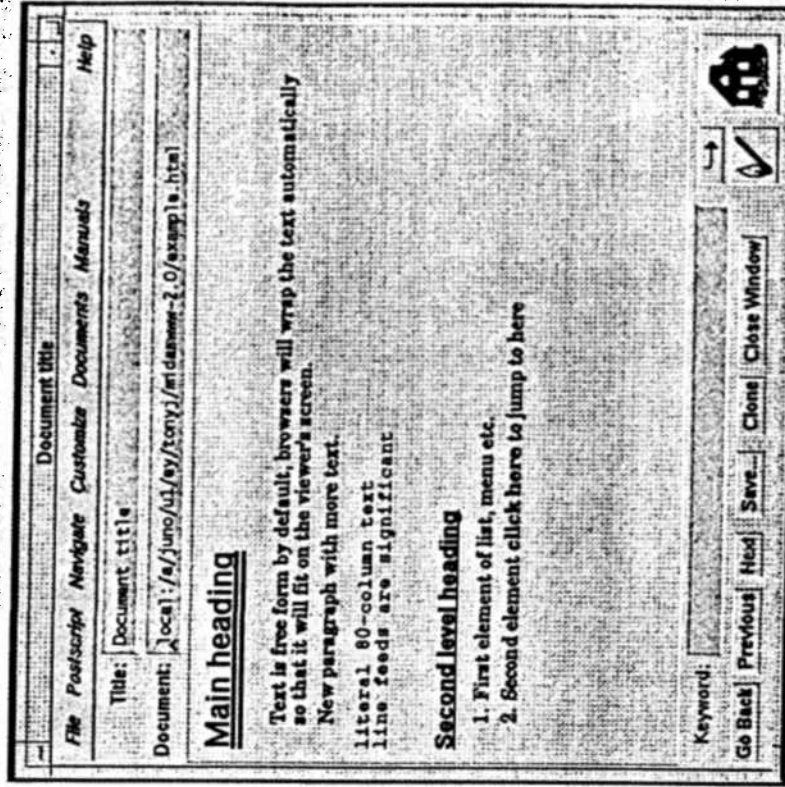 Document title
File Postscript Navigate Customize Documents Manuals Help
Title: Document title
Document: local:/a/juno/u1/ey/tonyj/midaswww-2.0/example.html
Main heading
Text is free form by default, browsers will wrap the text automatically
so that it will fit on the viewer's screen.
New paragraph with more text.
literal 80-column text
line feeds are significant
Second level heading
1. First element of list, menu etc.
2. Second element click here to jump to here
Keyword:
Go Back Previous Next Save... Clone Close Window